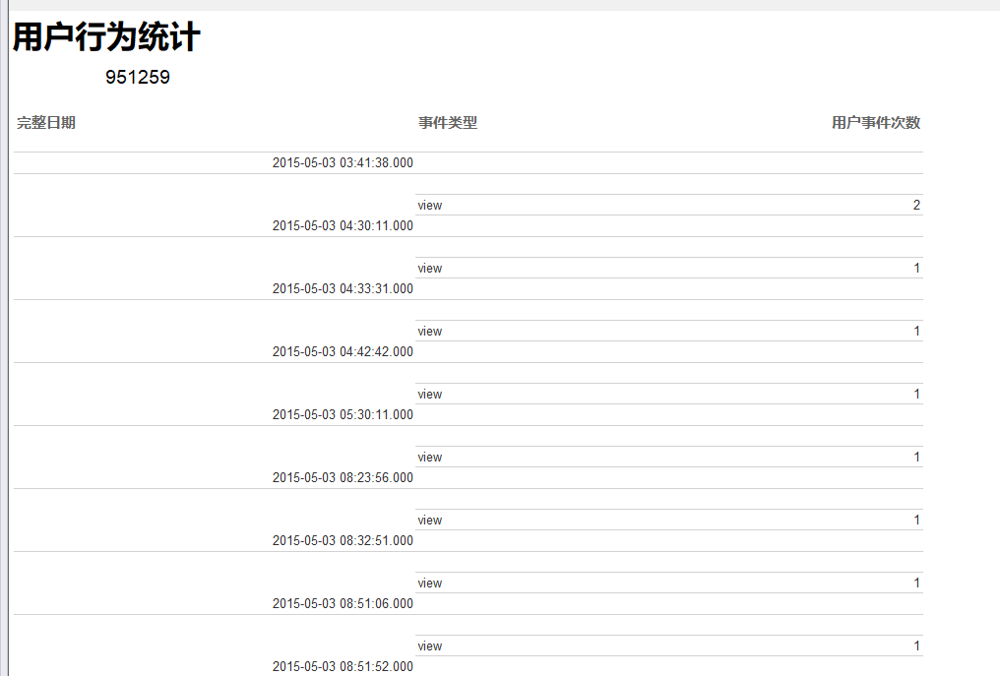 用户行为统计
951259
完整日期 事件类型 用户事件次数
2015-05-03 03:41:38.000
view 2
2015-05-03 04:30:11.000
view 1
2015-05-03 04:33:31.000
view 1
2015-05-03 04:42:42.000
view 1
2015-05-03 05:30:11.000
view 1
2015-05-03 08:23:56.000
view 1
2015-05-03 08:32:51.000
view 1
2015-05-03 08:51:06.000
view 1
2015-05-03 08:51:52.000